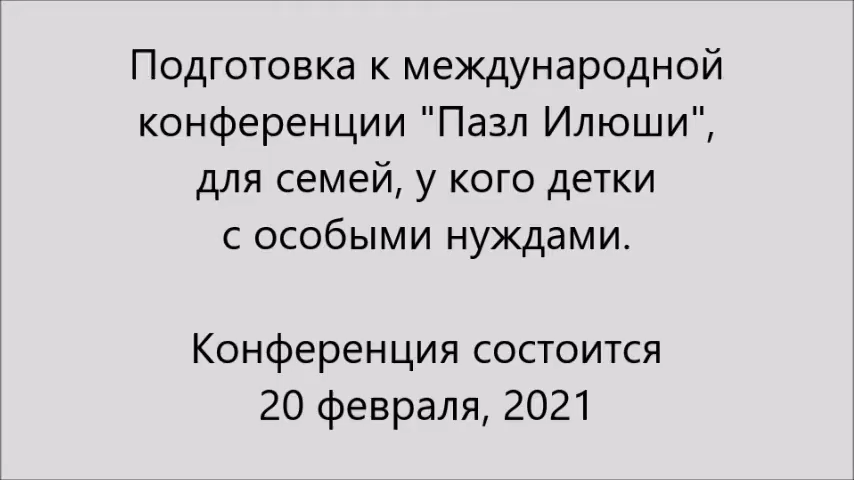 Подготовка к международной
конференции "Пазл Илюши",
для семей, у кого детки
с особыми нуждами.
Конференция состоится
20 февраля, 2021